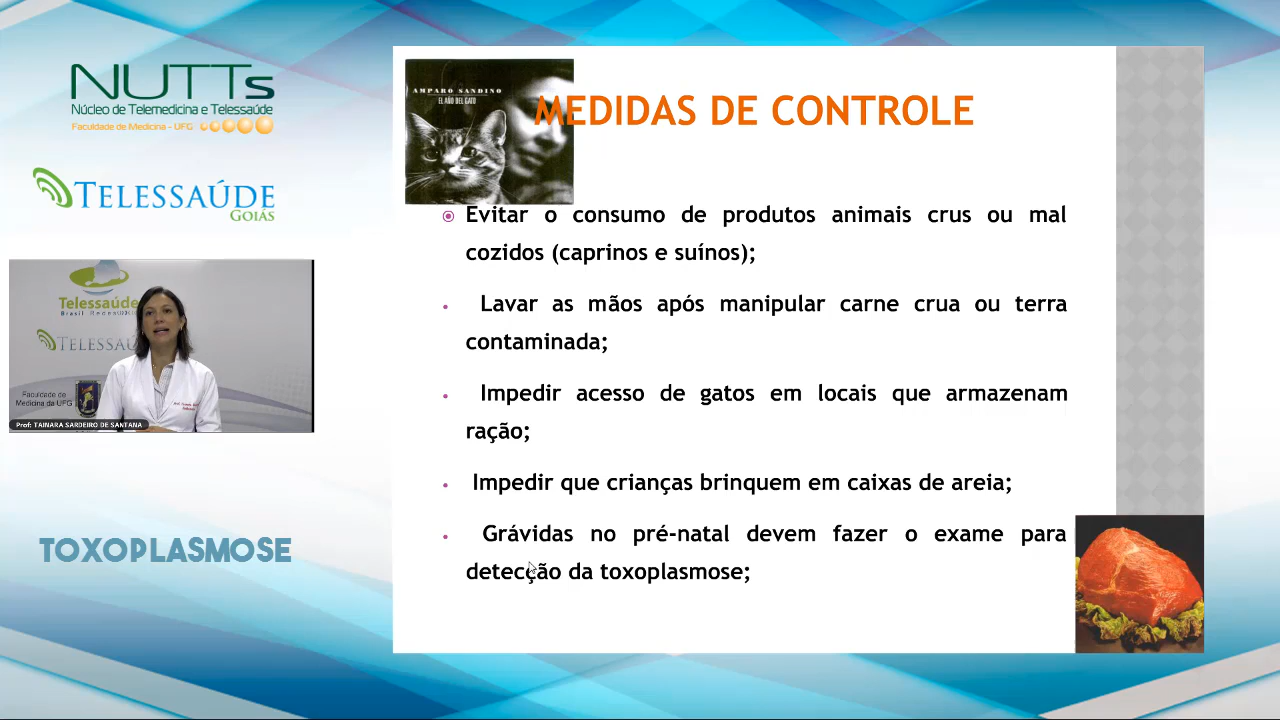 NUTTs
Núcleo de Telemedicina e Telessaúde
Faculdade de Medicina - UFG
TELESSAÚDE
GOIÁS
Telessaúde
TELESSAÚ
Faculdade de
Medicina da UFG
Prof: TAINARA SARDEIRO DE SANTANA
TOXOPLASMOSE
AMPARO SANDINO
EL AÑO DEL GATO
MEDIDAS DE CONTROLE
Evitar o consumo de produtos animais crus ou mal
cozidos (caprinos e suínos);
• Lavar as mãos após manipular carne crua ou terra
contaminada;
• Impedir acesso de gatos em locais que armazenam
ração;
• Impedir que crianças brinquem em caixas de areia;
• Grávidas no pré-natal devem fazer o exame para
detecção da toxoplasmose;